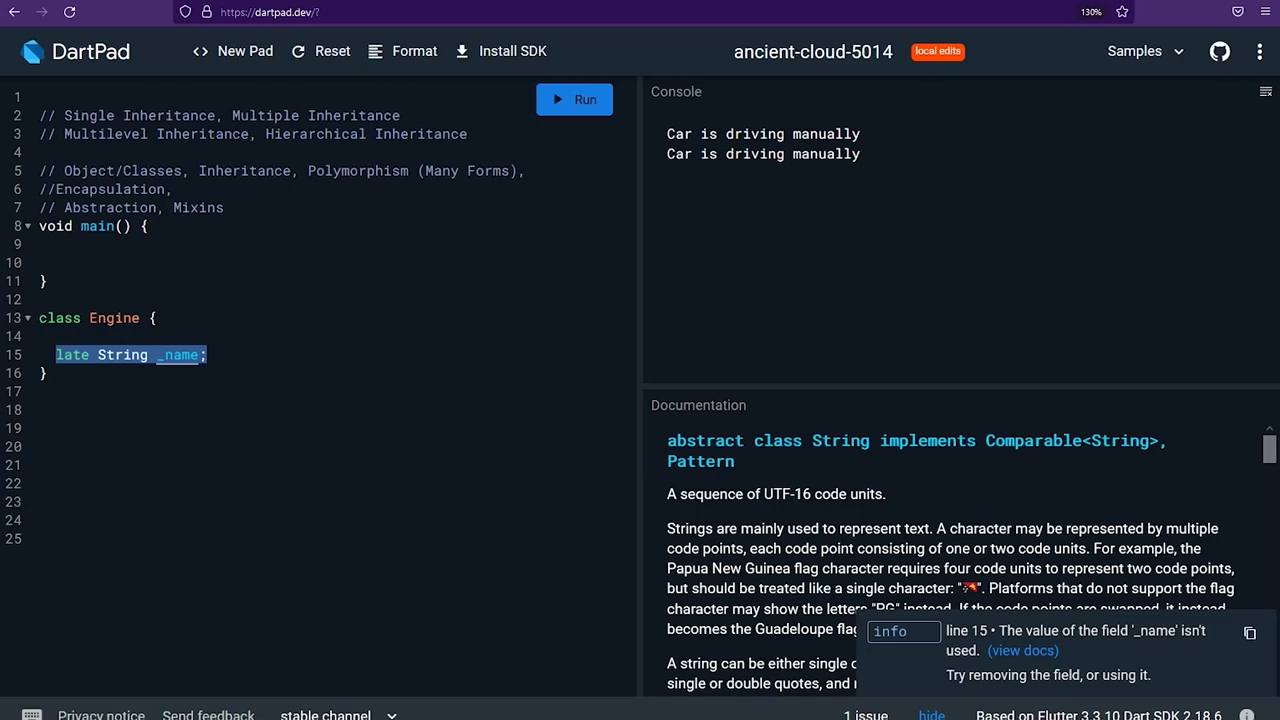 https://dartpad.dev/?
130%
DartPad
<> New Pad
Reset
Format
Install SDK
ancient-cloud-5014
local edits
Samples
Run
1
2 // Single Inheritance, Multiple Inheritance
3 // Multilevel Inheritance, Hierarchical Inheritance
4
5 // Object/Classes, Inheritance, Polymorphism (Many Forms),
6 //Encapsulation,
7 // Abstraction, Mixins
8 void main() {
9
10
11 }
12
13 class Engine {
14
15 late String _name;
16 }
17
18
19
20
21
22
23
24
25
Console
Car is driving manually
Car is driving manually
Documentation
abstract class String implements Comparable<String>,
Pattern
A sequence of UTF-16 code units.
Strings are mainly used to represent text. A character may be represented by multiple
code points, each code point consisting of one or two code units. For example, the
Papua New Guinea flag character requires four code units to represent two code points,
but should be treated like a single character: "🇵🇬". Platforms that do not support the flag
character may show the letters "PG" instead. If the code points are swapped, it instead
becomes the Guadeloupe flag
A string can be either single
single or double quotes, and
info
line 15 • The value of the field '_name' isn't
used. (view docs)
Try removing the field, or using it.
Privacy notice
Send feedback
stable channel
1 issue
hide
Based on Flutter 3.3.10 Dart SDK 2.18.6